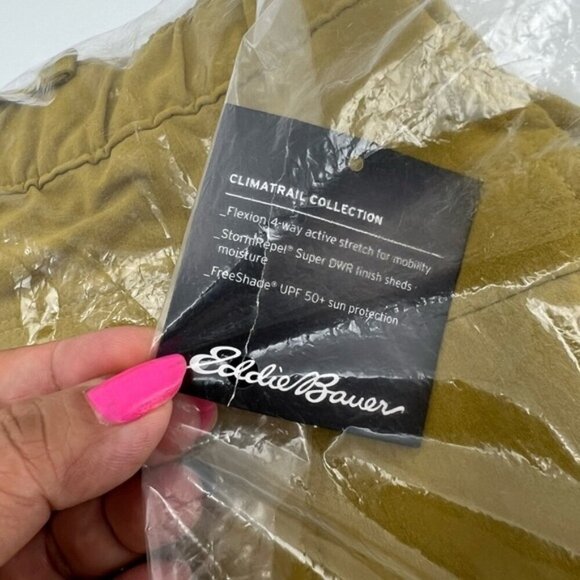 CLIMATRAIL COLLECTION
_Flexion 4-way active stretch for mobility
_StormRepel® Super DWR finish sheds
moisture
_FreeShade® UPF 50+ sun protection
Eddie Bauer